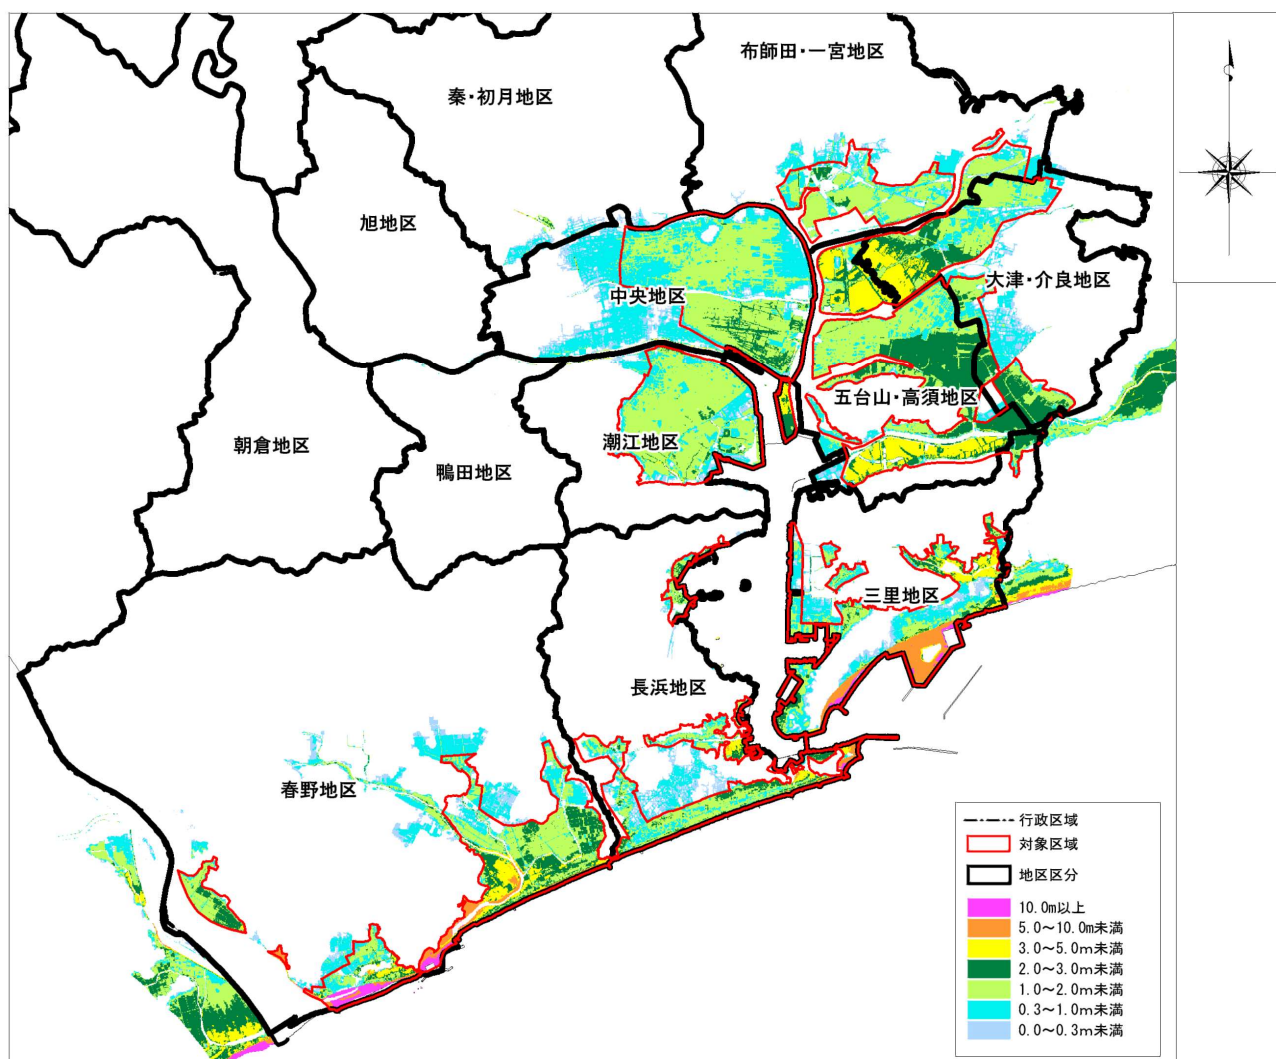 布師田・一宮地区
秦・初月地区
旭地区
大津・介良地区
中央地区
五台山・高須地区
朝倉地区
鴨田地区
潮江地区
三里地区
長浜地区
春野地区
行政区域
対象区域
地区区分
10.0m以上
5.0～10.0m未満
3.0～5.0m未満
2.0～3.0m未満
1.0～2.0m未満
0.3～1.0m未満
0.0～0.3m未満